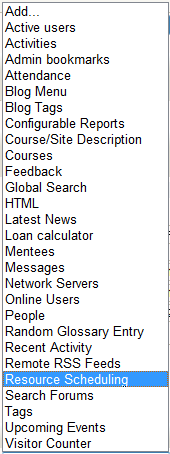 Add...
Active users
Activities
Admin bookmarks
Attendance
Blog Menu
Blog Tags
Configurable Reports
Course/Site Description
Courses
Feedback
Global Search
HTML
Latest News
Loan calculator
Mentees
Messages
Network Servers
Online Users
People
Random Glossary Entry
Recent Activity
Remote RSS Feeds
Resource Scheduling
Search Forums
Tags
Upcoming Events
Visitor Counter